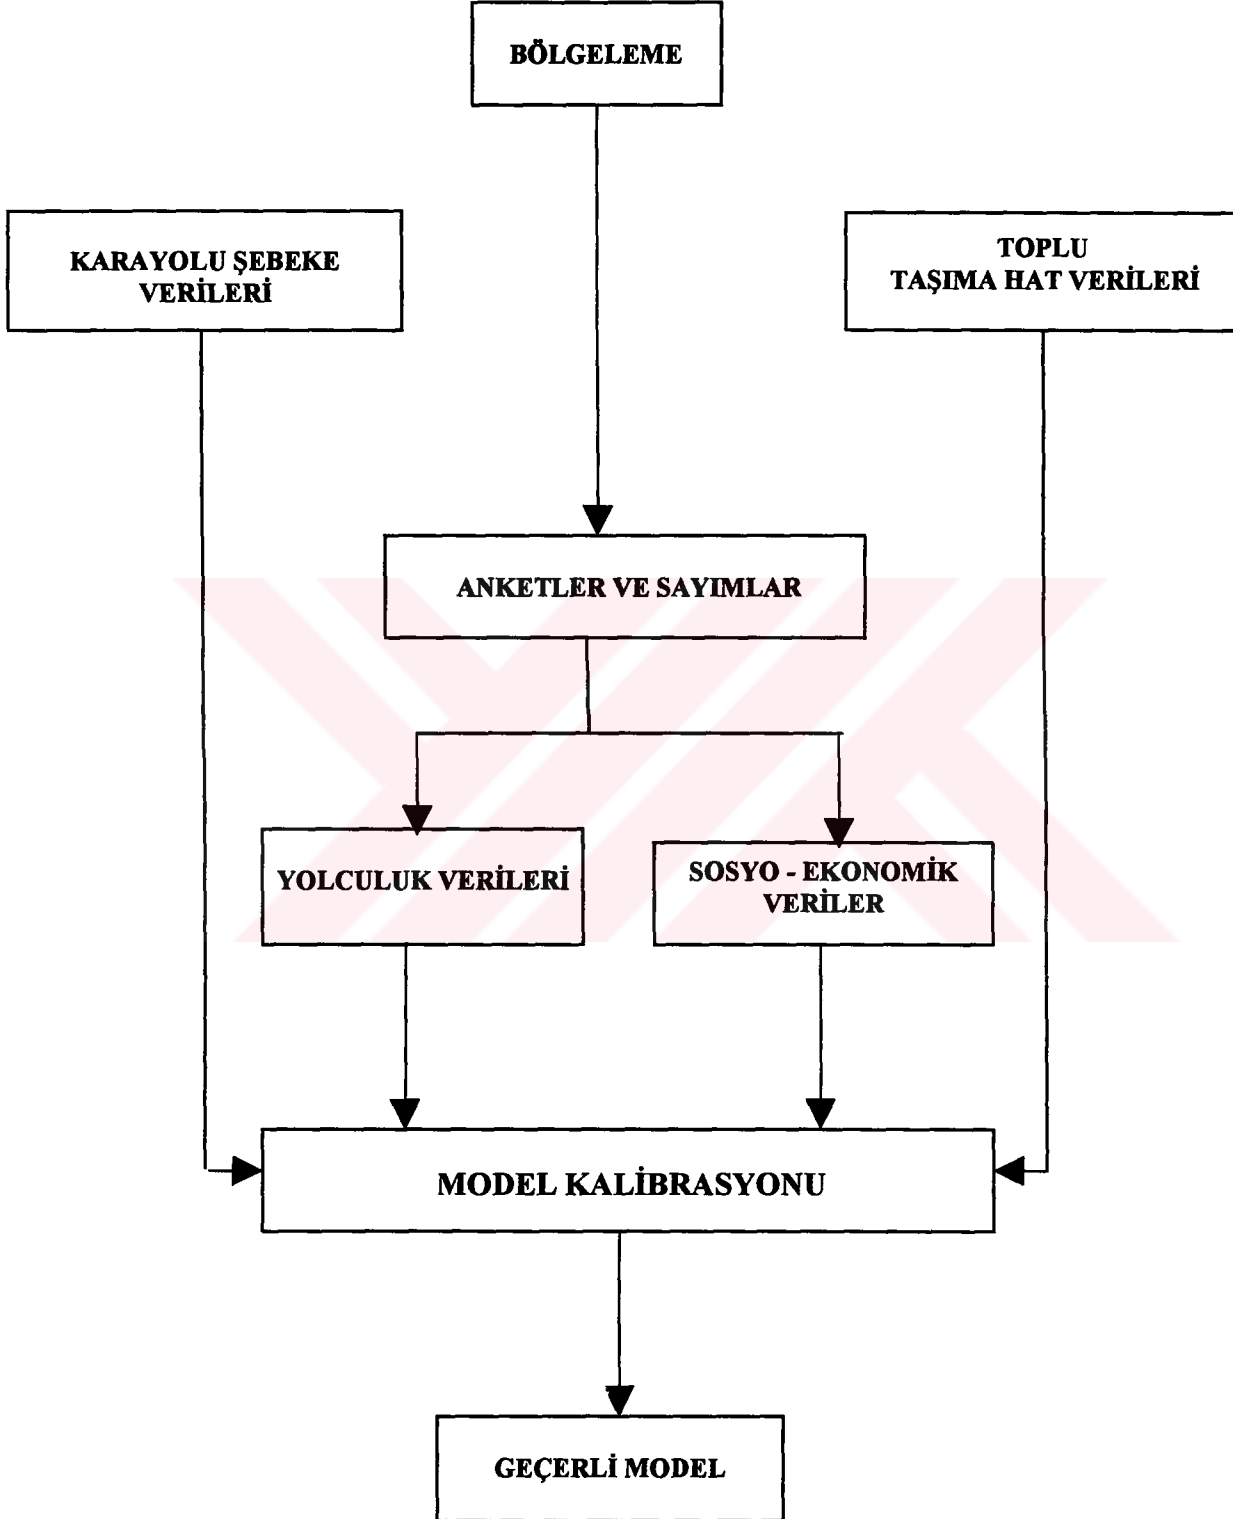 BÖLGELEME
KARAYOLU ŞEBEKE
VERİLERİ
TOPLU
TAŞIMA HAT VERİLERİ
ANKETLER VE SAYIMLAR
YOLCULUK VERİLERİ
SOSYO - EKONOMİK
VERİLER
MODEL KALİBRASYONU
GEÇERLİ MODEL